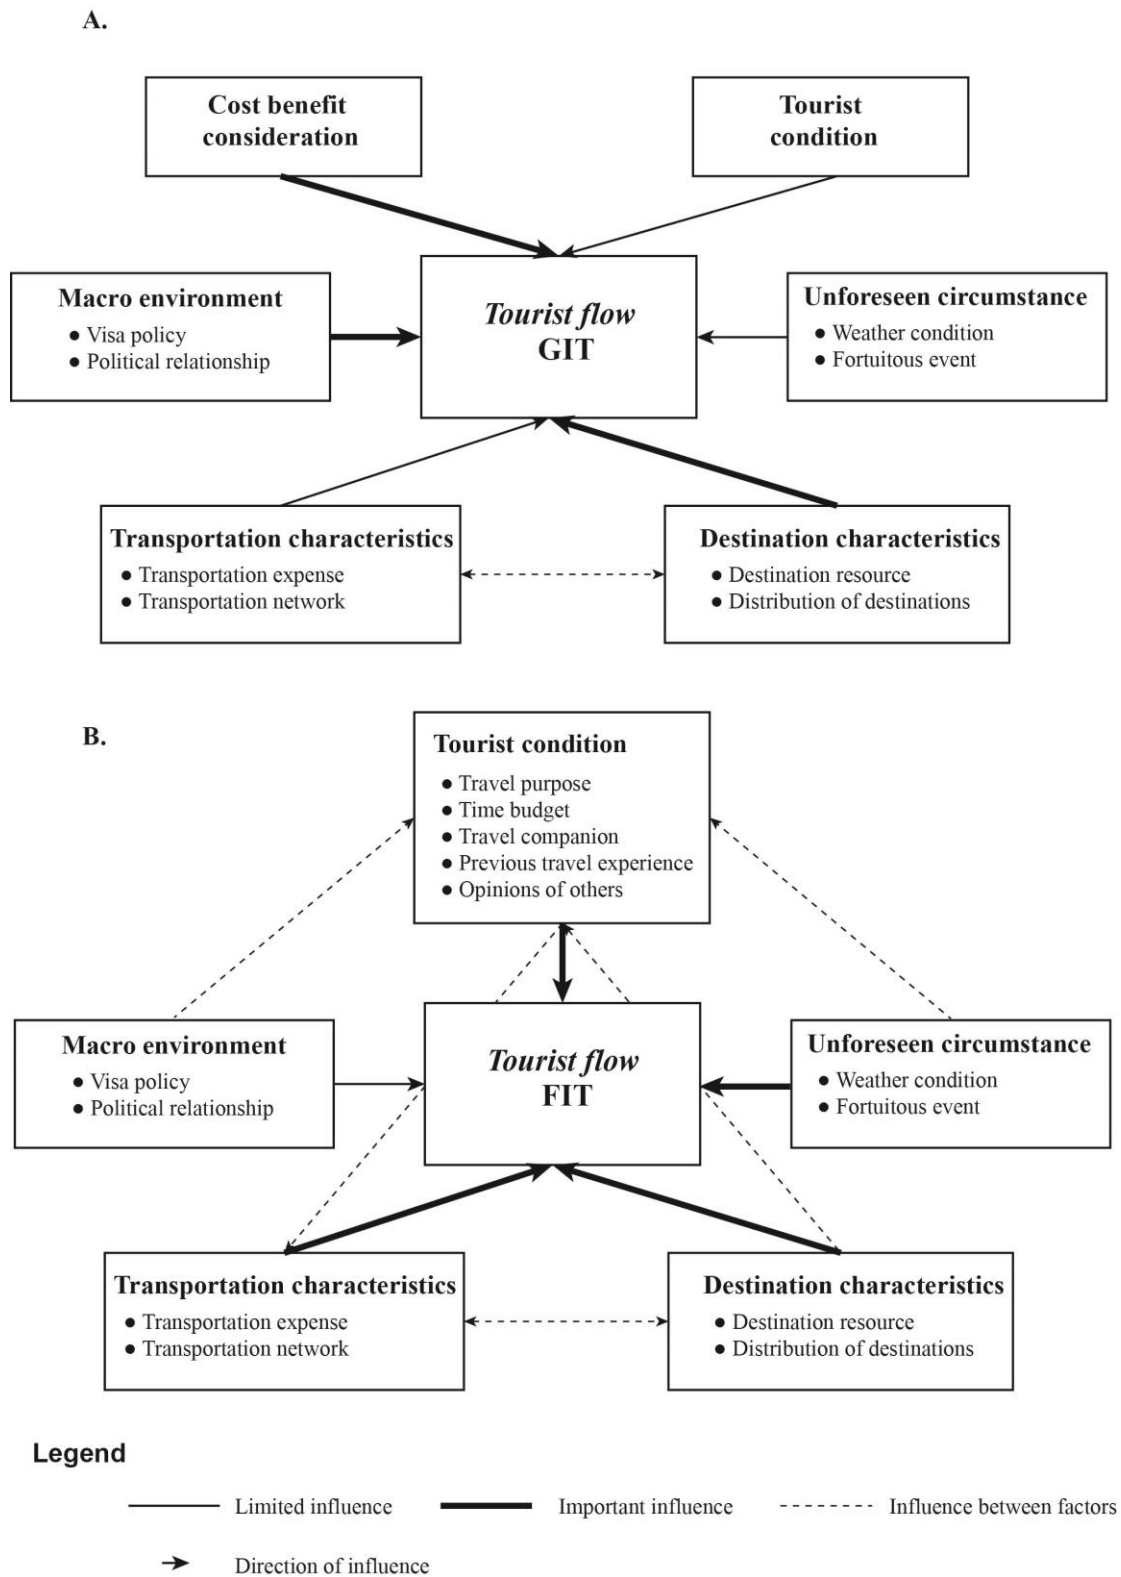 A.
Cost benefit
consideration
Tourist
condition
Macro environment
● Visa policy
● Political relationship
Tourist flow
GIT
Unforeseen circumstance
● Weather condition
● Fortuitous event
Transportation characteristics
● Transportation expense
● Transportation network
Destination characteristics
● Destination resource
● Distribution of destinations
B.
Tourist condition
● Travel purpose
● Time budget
● Travel companion
● Previous travel experience
● Opinions of others
Macro environment
● Visa policy
● Political relationship
Tourist flow
FIT
Unforeseen circumstance
● Weather condition
● Fortuitous event
Transportation characteristics
● Transportation expense
● Transportation network
Destination characteristics
● Destination resource
● Distribution of destinations
Legend
Limited influence
Important influence
Influence between factors
Direction of influence